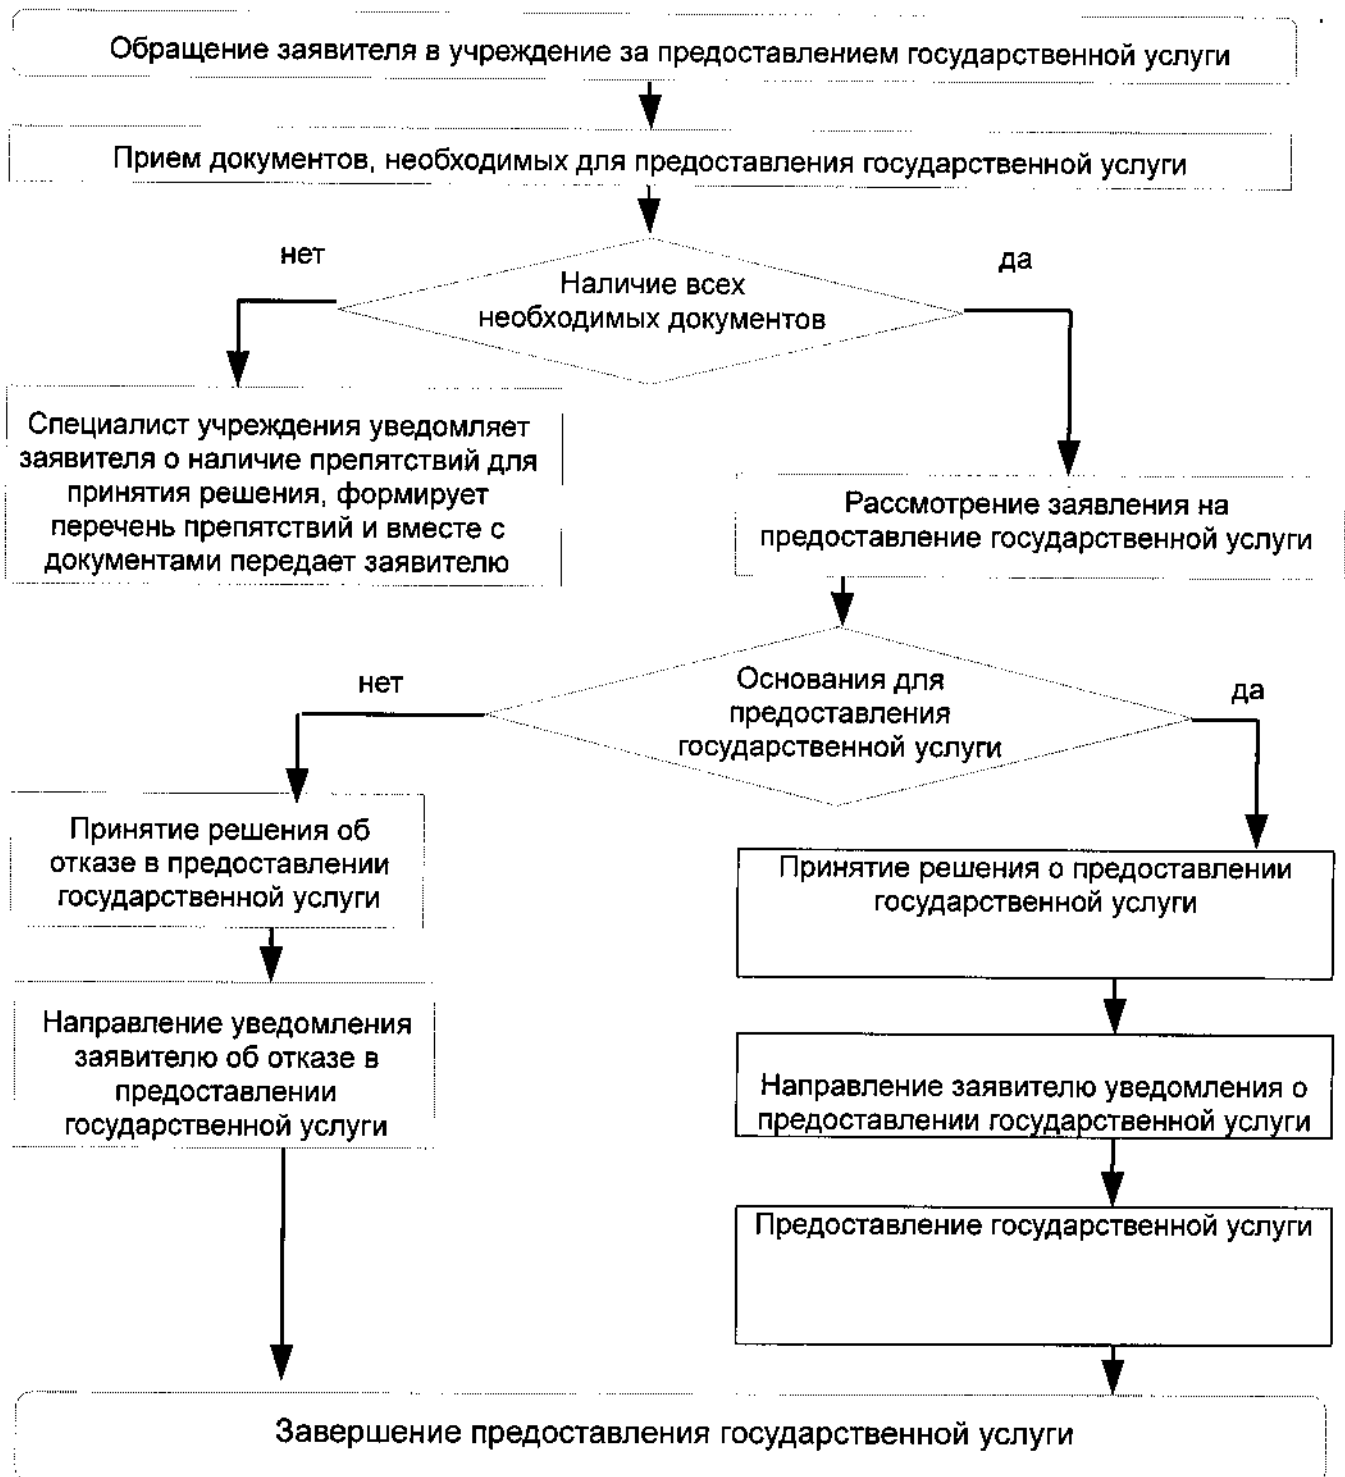 Обращение заявителя в учреждение за предоставлением государственной услуги
Прием документов, необходимых для предоставления государственной услуги
нет
да
Наличие всех
необходимых документов
Специалист учреждения уведомляет
заявителя о наличие препятствий для
принятия решения, формирует
перечень препятствий и вместе с
документами передает заявителю
Рассмотрение заявления на
предоставление государственной услуги
нет
да
Основания для
предоставления
государственной услуги
Принятие решения об
отказе в предоставлении
государственной услуги
Принятие решения о предоставлении
государственной услуги
Направление уведомления
заявителю об отказе в
предоставлении
государственной услуги
Направление заявителю уведомления о
предоставлении государственной услуги
Предоставление государственной услуги
Завершение предоставления государственной услуги